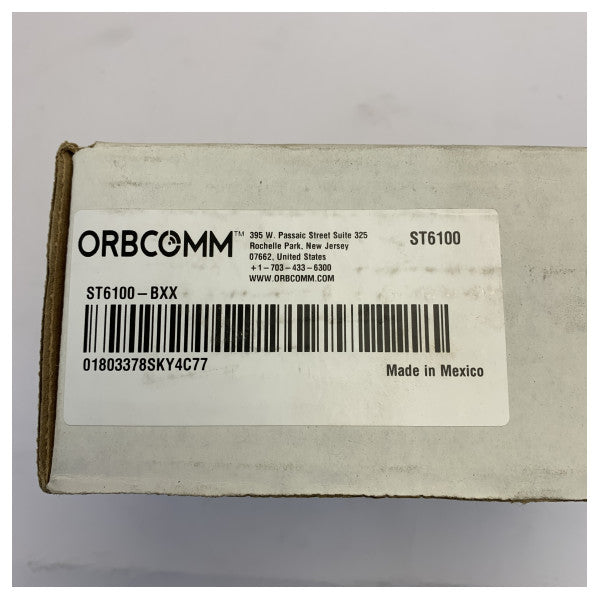 ORBCOMM™
395 W. Passaic Street Suite 325
Rochelle Park, New Jersey
07662, United States
+1-703-433-6300
WWW.ORBCOMM.COM
ST6100
ST6100-BXX
01803378SKY4C77
Made in Mexico